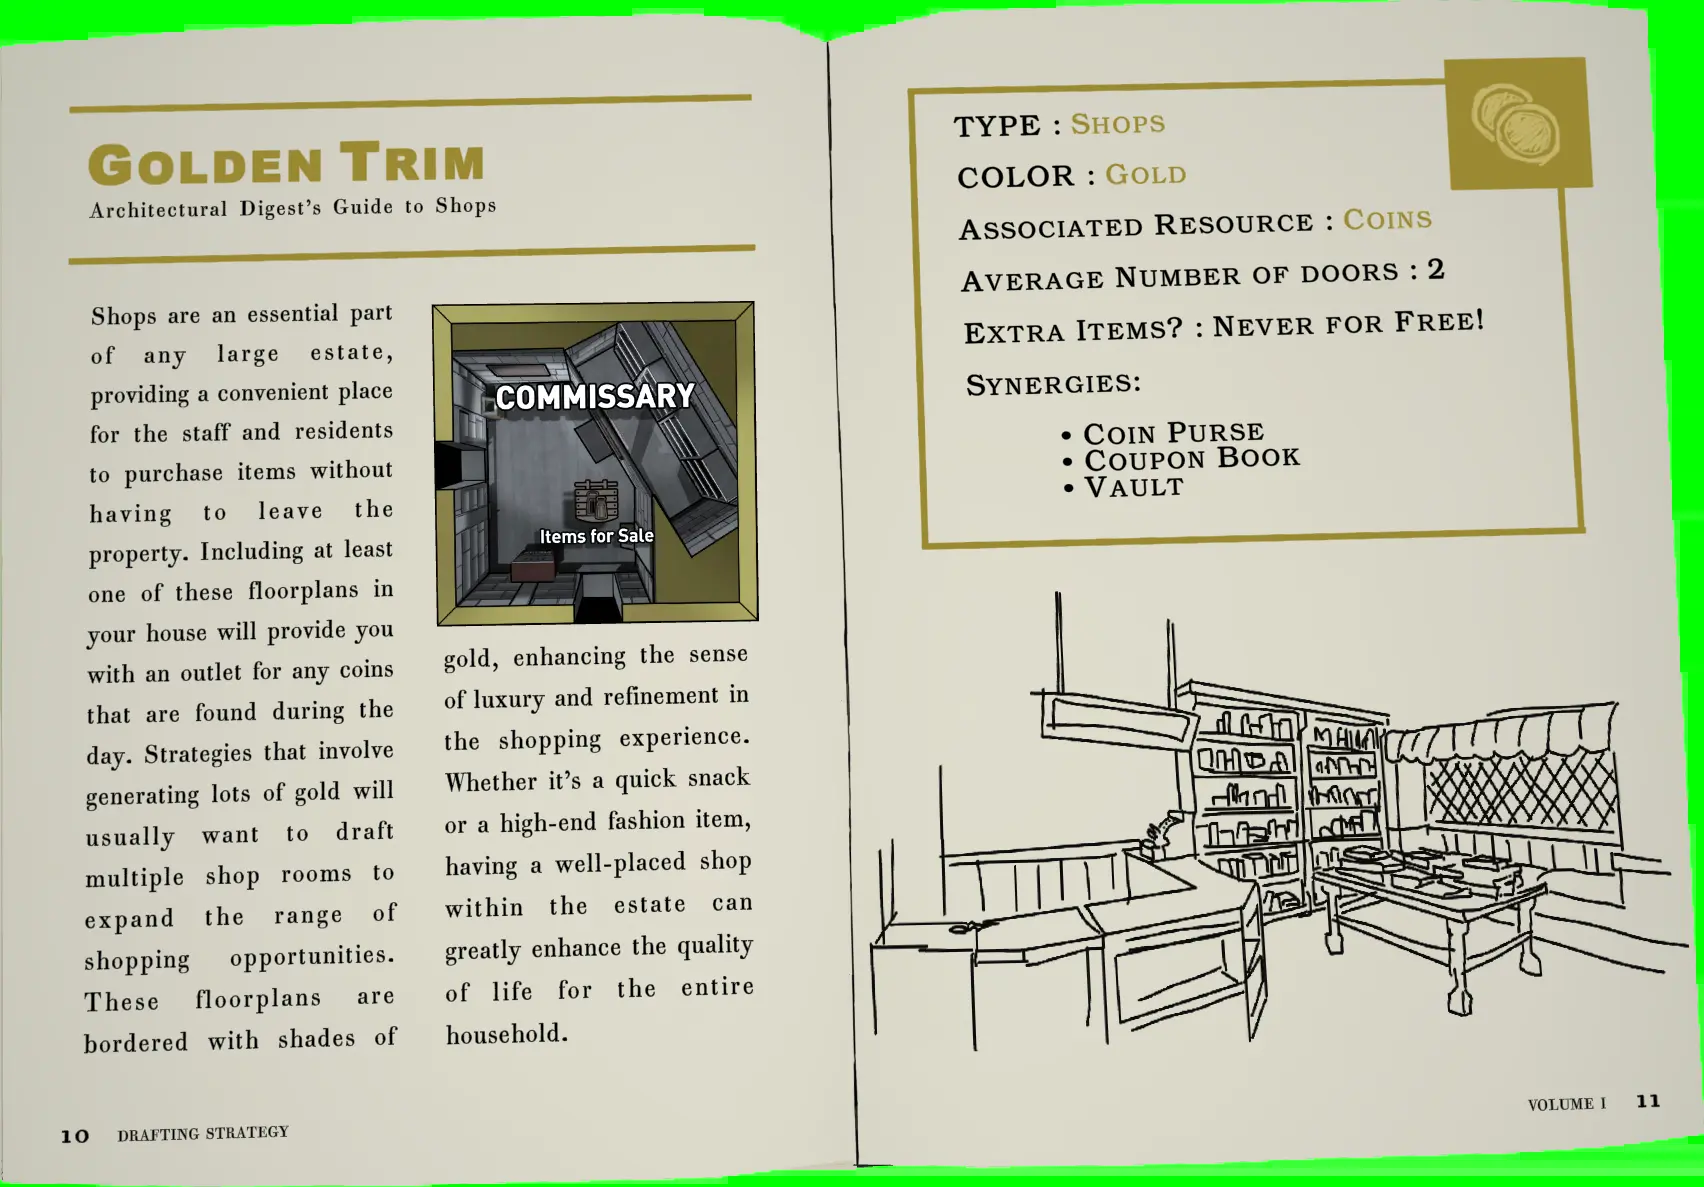 GOLDEN TRIM
Architectural Digest's Guide to Shops
Shops are an essential part
of any large estate,
providing a convenient place
for the staff and residents
to purchase items without
having to leave the
property. Including at least
one of these floorplans in
your house will provide you
with an outlet for any coins
that are found during the
day. Strategies that involve
generating lots of gold will
usually want to draft
multiple shop rooms to
expand the range of
shopping opportunities.
These floorplans are
bordered with shades of
COMMISSARY
Items for Sale
gold, enhancing the sense
of luxury and refinement in
the shopping experience.
Whether it's a quick snack
or a high-end fashion item,
having a well-placed shop
within the estate can
greatly enhance the quality
of life for the entire
household.
10 DRAFTING STRATEGY
TYPE : SHOPS
COLOR : GOLD
ASSOCIATED RESOURCE : COINS
AVERAGE NUMBER OF DOORS : 2
EXTRA ITEMS? : NEVER FOR FREE!
SYNERGIES:
• COIN PURSE
• COUPON BOOK
• VAULT
VOLUME I 11